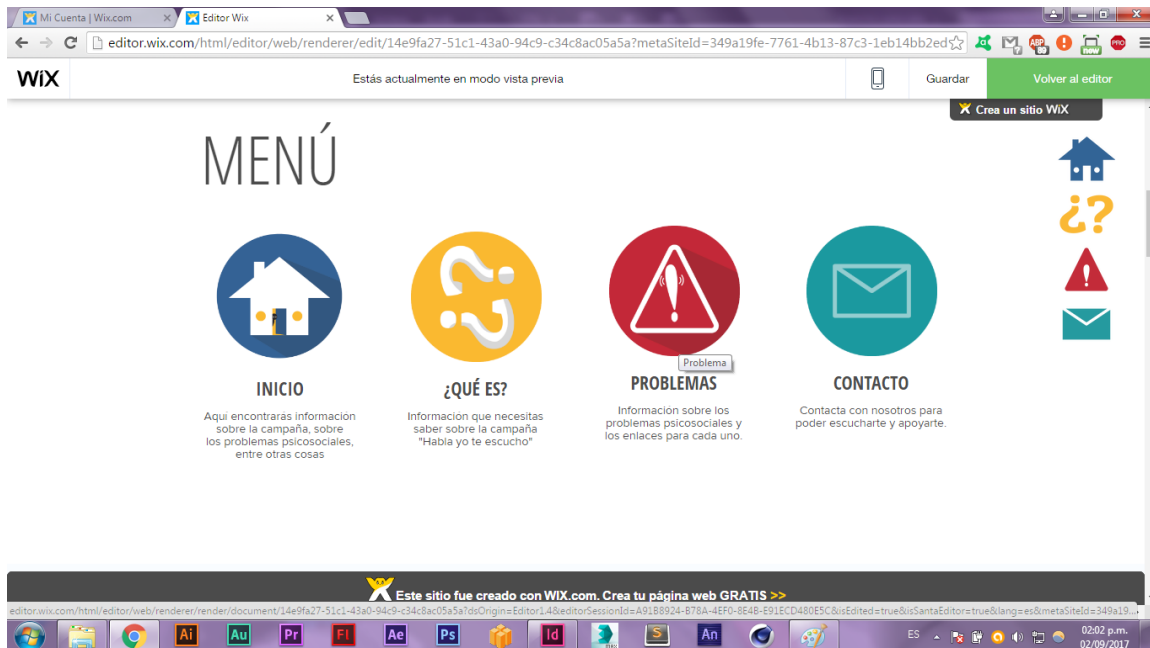 Mi Cuenta | Wix.com
Editor Wix
editor.wix.com/html/editor/web/renderer/edit/14e9fa27-51c1-43a0-94c9-c34c8ac05a5a?metaSiteId=349a19fe-7761-4b13-87c3-1eb14bb2ed
ABP
80
new
PRO
WiX
Estás actualmente en modo vista previa
Guardar
Volver al editor
Crea un sitio WiX
MENÚ
¿?
INICIO
Aquí encontrarás información
sobre la campaña, sobre
los problemas psicosociales,
entre otras cosas
¿QUÉ ES?
Información que necesitas
saber sobre la campaña
"Habla yo te escucho"
Problema
PROBLEMAS
Información sobre los
problemas psicosociales y
los enlaces para cada uno.
CONTACTO
Contacta con nosotros para
poder escucharte y apoyarte.
Este sitio fue creado con WIX.com. Crea tu página web GRATIS >>
editor.wix.com/html/editor/web/renderer/render/document/14e9fa27-51c1-43a0-94c9-c34c8ac05a5a?dsOrigin=Editor1.4&editorSessionId=A91B8924-B78A-4EF0-8E4B-E91ECD480E5C&isEdited=true&isSantaEditor=true&lang=es&metaSiteId=349a19...
Ai
Au
Pr
Fl
Ae
Ps
Id
S
An
ES
02:02 p.m.
02/09/2017